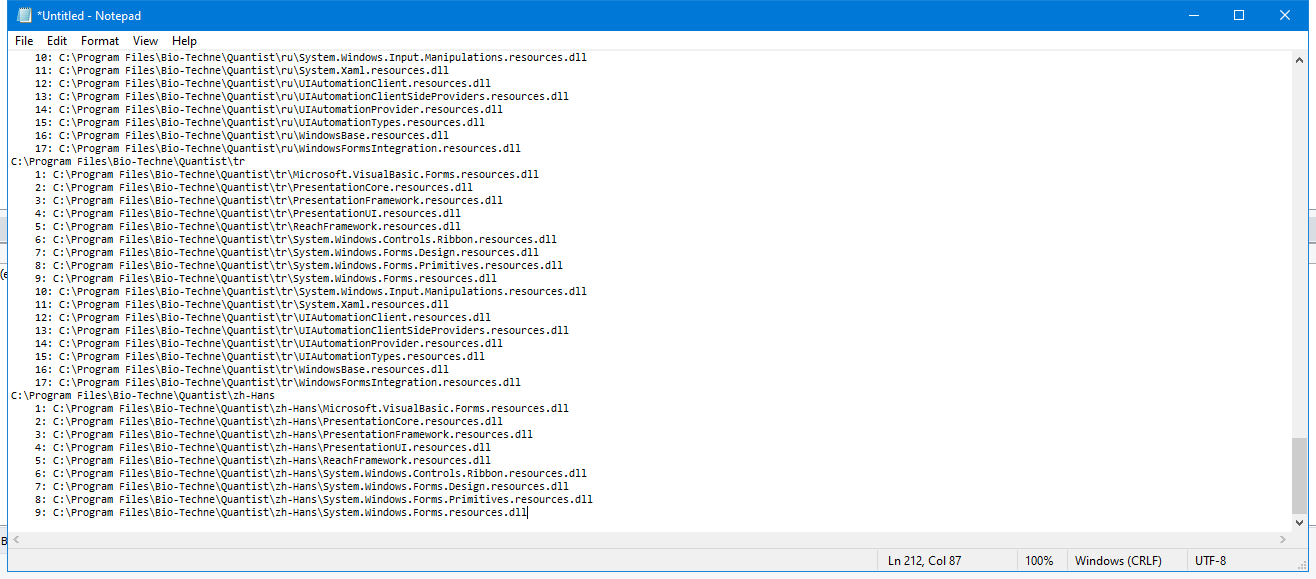 *Untitled - Notepad
File Edit Format View Help
10: C:\Program Files\Bio-Techne\Quantist\ru\System.Windows.Input.Manipulations.resources.dll
11: C:\Program Files\Bio-Techne\Quantist\ru\System.Xaml.resources.dll
12: C:\Program Files\Bio-Techne\Quantist\ru\UIAutomationClient.resources.dll
13: C:\Program Files\Bio-Techne\Quantist\ru\UIAutomationClientSideProviders.resources.dll
14: C:\Program Files\Bio-Techne\Quantist\ru\UIAutomationProvider.resources.dll
15: C:\Program Files\Bio-Techne\Quantist\ru\UIAutomationTypes.resources.dll
16: C:\Program Files\Bio-Techne\Quantist\ru\WindowsBase.resources.dll
17: C:\Program Files\Bio-Techne\Quantist\ru\WindowsFormsIntegration.resources.dll
C:\Program Files\Bio-Techne\Quantist\tr
1: C:\Program Files\Bio-Techne\Quantist\tr\Microsoft.VisualBasic.Forms.resources.dll
2: C:\Program Files\Bio-Techne\Quantist\tr\PresentationCore.resources.dll
3: C:\Program Files\Bio-Techne\Quantist\tr\PresentationFramework.resources.dll
4: C:\Program Files\Bio-Techne\Quantist\tr\PresentationUI.resources.dll
5: C:\Program Files\Bio-Techne\Quantist\tr\ReachFramework.resources.dll
6: C:\Program Files\Bio-Techne\Quantist\tr\System.Windows.Controls.Ribbon.resources.dll
7: C:\Program Files\Bio-Techne\Quantist\tr\System.Windows.Forms.Design.resources.dll
8: C:\Program Files\Bio-Techne\Quantist\tr\System.Windows.Forms.Primitives.resources.dll
9: C:\Program Files\Bio-Techne\Quantist\tr\System.Windows.Forms.resources.dll
10: C:\Program Files\Bio-Techne\Quantist\tr\System.Windows.Input.Manipulations.resources.dll
11: C:\Program Files\Bio-Techne\Quantist\tr\System.Xaml.resources.dll
12: C:\Program Files\Bio-Techne\Quantist\tr\UIAutomationClient.resources.dll
13: C:\Program Files\Bio-Techne\Quantist\tr\UIAutomationClientSideProviders.resources.dll
14: C:\Program Files\Bio-Techne\Quantist\tr\UIAutomationProvider.resources.dll
15: C:\Program Files\Bio-Techne\Quantist\tr\UIAutomationTypes.resources.dll
16: C:\Program Files\Bio-Techne\Quantist\tr\WindowsBase.resources.dll
17: C:\Program Files\Bio-Techne\Quantist\tr\WindowsFormsIntegration.resources.dll
C:\Program Files\Bio-Techne\Quantist\zh-Hans
1: C:\Program Files\Bio-Techne\Quantist\zh-Hans\Microsoft.VisualBasic.Forms.resources.dll
2: C:\Program Files\Bio-Techne\Quantist\zh-Hans\PresentationCore.resources.dll
3: C:\Program Files\Bio-Techne\Quantist\zh-Hans\PresentationFramework.resources.dll
4: C:\Program Files\Bio-Techne\Quantist\zh-Hans\PresentationUI.resources.dll
5: C:\Program Files\Bio-Techne\Quantist\zh-Hans\ReachFramework.resources.dll
6: C:\Program Files\Bio-Techne\Quantist\zh-Hans\System.Windows.Controls.Ribbon.resources.dll
7: C:\Program Files\Bio-Techne\Quantist\zh-Hans\System.Windows.Forms.Design.resources.dll
8: C:\Program Files\Bio-Techne\Quantist\zh-Hans\System.Windows.Forms.Primitives.resources.dll
9: C:\Program Files\Bio-Techne\Quantist\zh-Hans\System.Windows.Forms.resources.dll
Ln 212, Col 87 100% Windows (CRLF) UTF-8